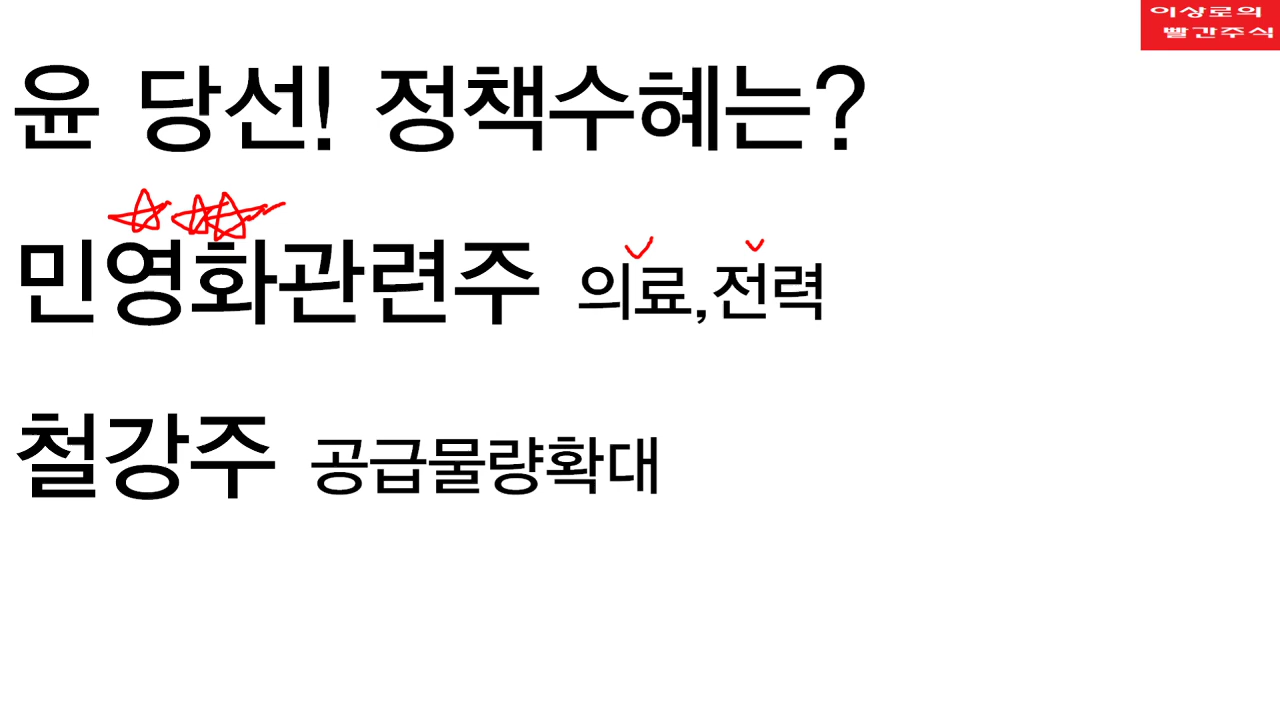 이상로의
빨간주식
윤 당선! 정책수혜는?
민영화관련주 의료,전력
철강주 공급물량확대